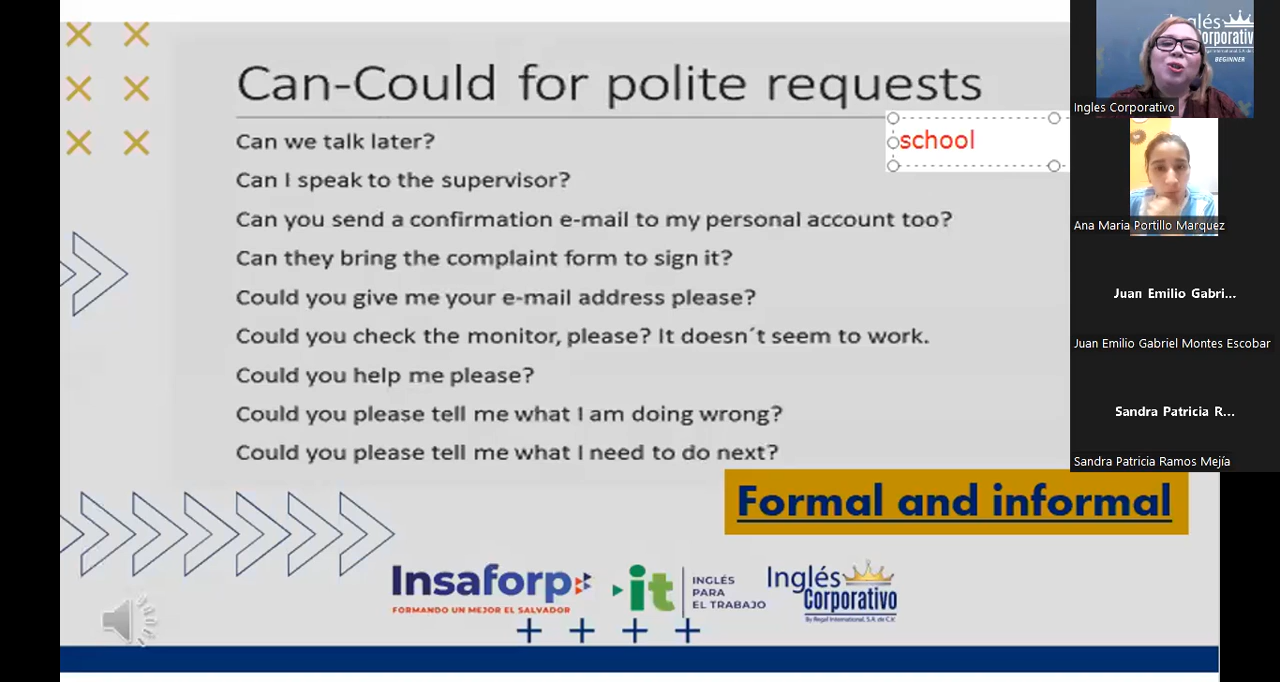 Can-Could for polite requests
school
Can we talk later?
Can I speak to the supervisor?
Can you send a confirmation e-mail to my personal account too?
Can they bring the complaint form to sign it?
Could you give me your e-mail address please?
Could you check the monitor, please? It doesn´t seem to work.
Could you help me please?
Could you please tell me what I am doing wrong?
Could you please tell me what I need to do next?
Formal and informal
Insaforp
FORMANDO UN MEJOR EL SALVADOR
it
INGLÉS
PARA
EL TRABAJO
Inglés
Corporativo
By Regal International, S.A. de C.V.
BEGINNER
Ingles Corporativo
Ana Maria Portillo Marquez
Juan Emilio Gabri...
Juan Emilio Gabriel Montes Escobar
Sandra Patricia R...
Sandra Patricia Ramos Mejía